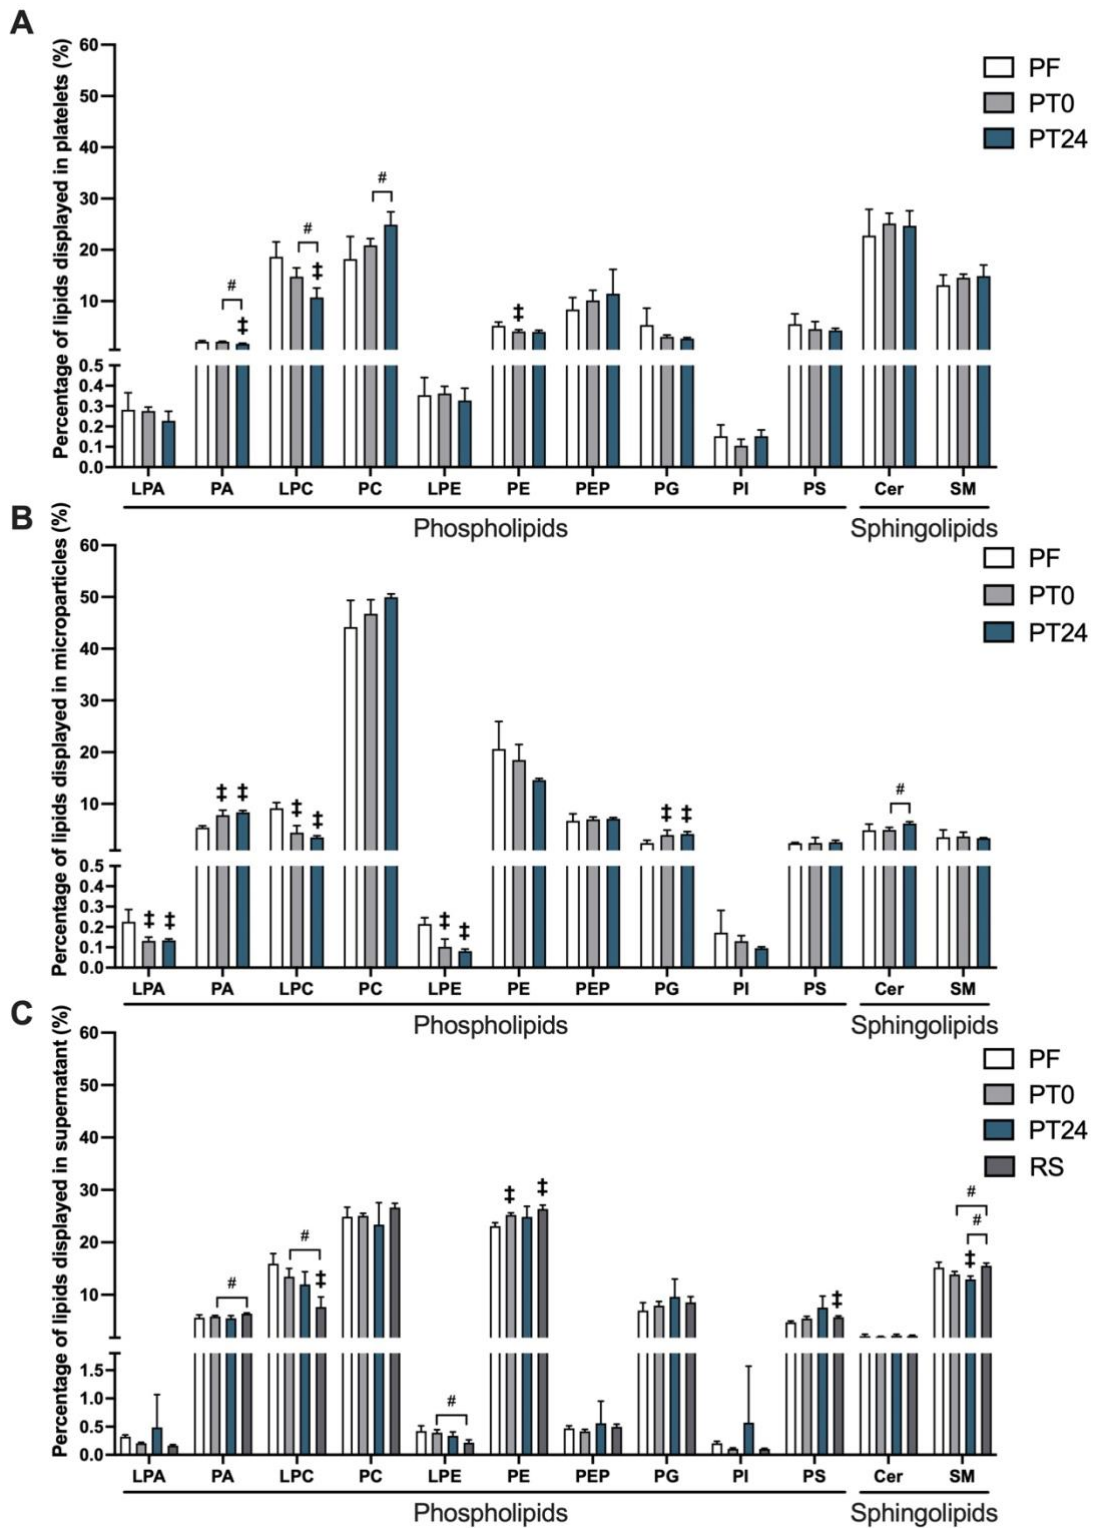 A
Percentage of lipids displayed in platelets (%)
60
50
40
30
20
10
0.5
0.4
0.3
0.2
0.1
0.0
PF
PT0
PT24
# ‡ # ‡ # ‡
LPA PA LPC PC LPE PE PEP PG PI PS Cer SM
Phospholipids Sphingolipids
B
Percentage of lipids displayed in microparticles (%)
60
50
40
30
20
10
0.5
0.4
0.3
0.2
0.1
0.0
PF
PT0
PT24
‡ ‡ ‡ ‡ ‡ ‡ ‡ ‡ ‡ ‡ #
LPA PA LPC PC LPE PE PEP PG PI PS Cer SM
Phospholipids Sphingolipids
C
Percentage of lipids displayed in supernatant (%)
60
50
40
30
20
10
1.5
1.0
0.5
0.0
PF
PT0
PT24
RS
# # ‡ # ‡ ‡ ‡ # # ‡
LPA PA LPC PC LPE PE PEP PG PI PS Cer SM
Phospholipids Sphingolipids